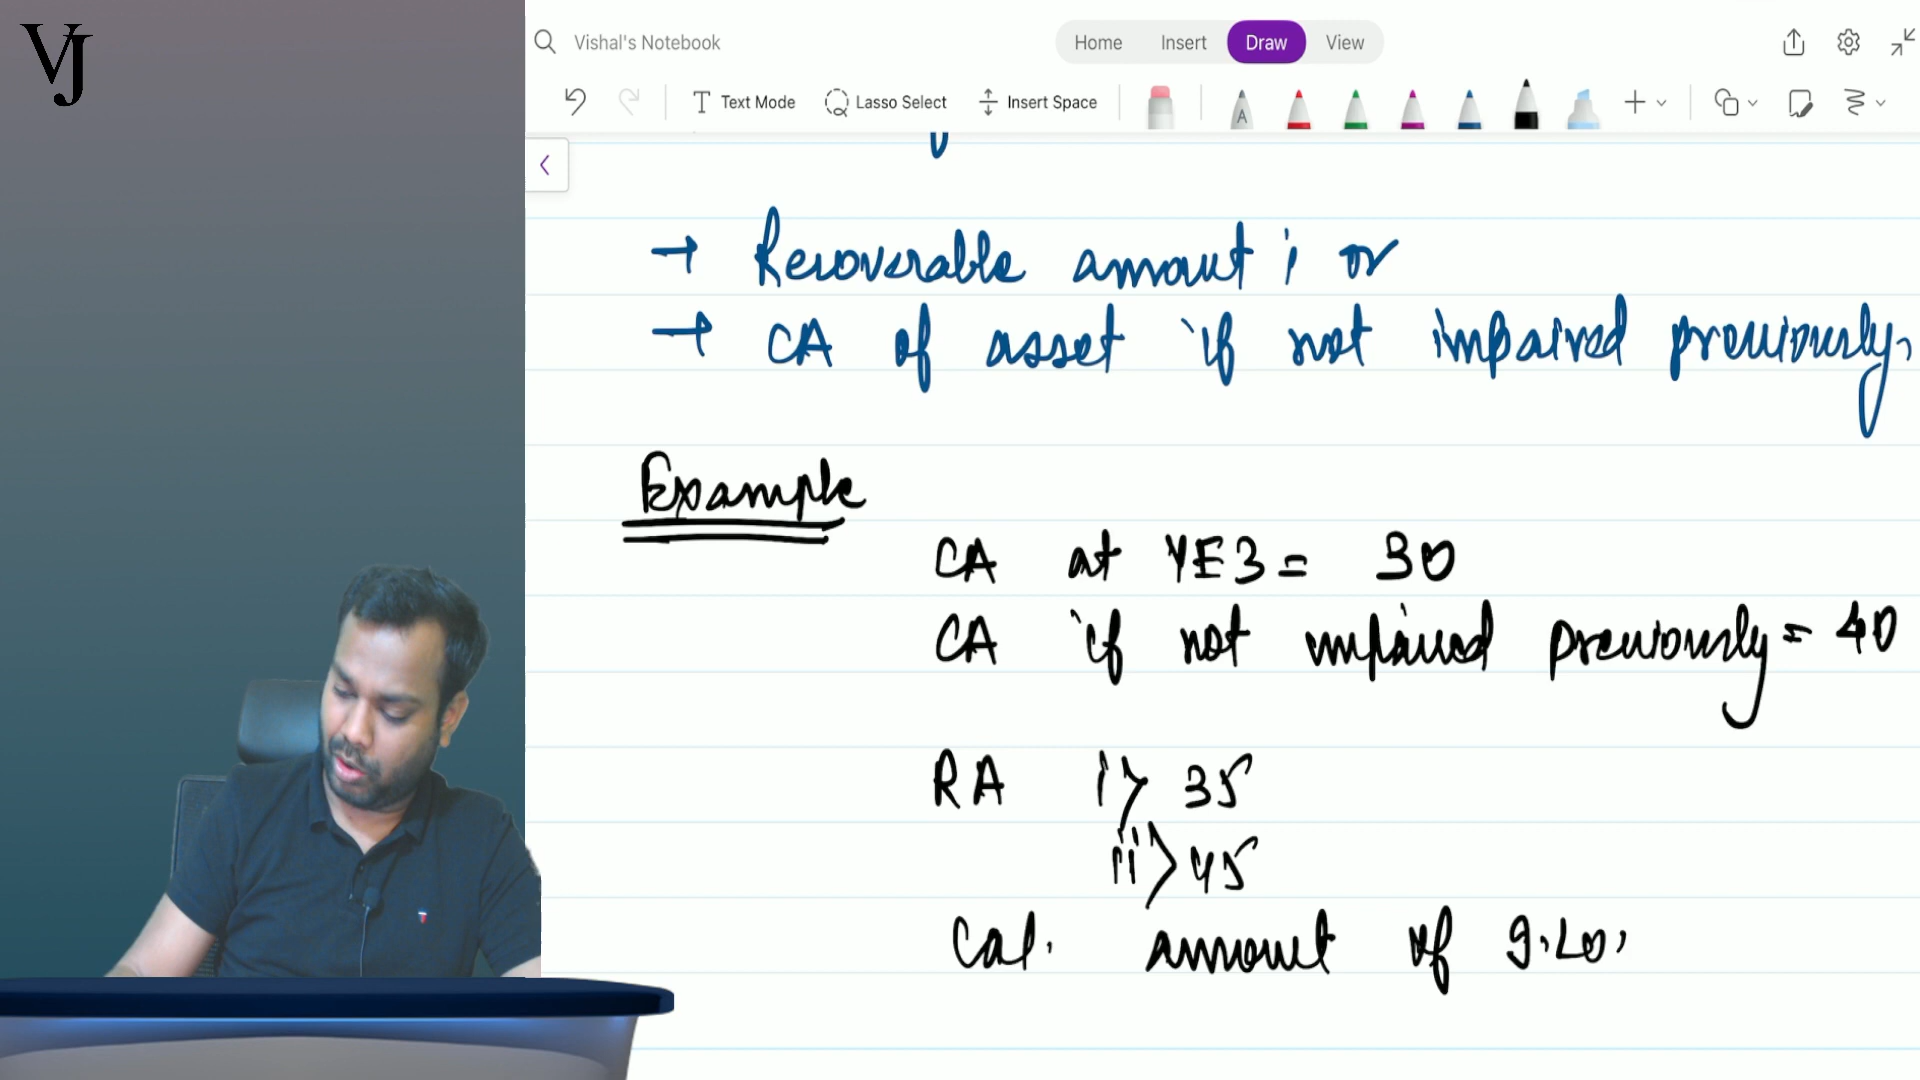 VJ
Vishal's Notebook
Home Insert Draw View
Text Mode Lasso Select Insert Space
A
→ Recoverable amount ; or
→ CA of asset if not impaired previously.
Example
CA at YE3 = 30
CA if not impaired previously = 40
RA i) 35
ii) 45
Cal. amount of